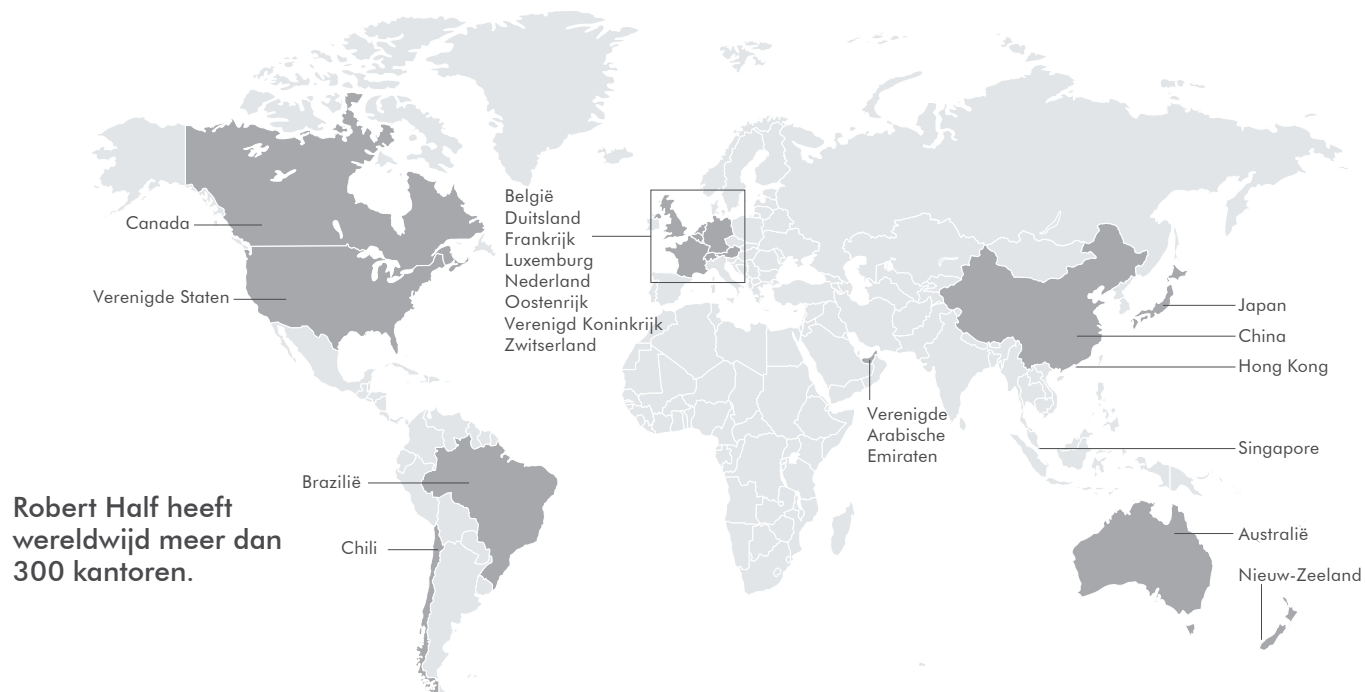 België
Duitsland
Frankrijk
Luxemburg
Nederland
Oostenrijk
Verenigd Koninkrijk
Zwitserland
Canada
Verenigde Staten
Japan
China
Hong Kong
Verenigde
Arabische
Emiraten
Singapore
Brazilië
Chili
Robert Half heeft
wereldwijd meer dan
300 kantoren.
Australië
Nieuw-Zeeland